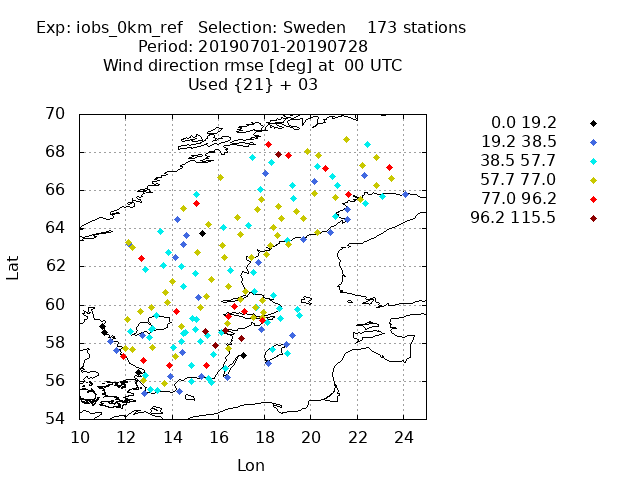 Exp: iobs_0km_ref   Selection: Sweden    173 stations
Period: 20190701-20190728
Wind direction rmse [deg] at  00 UTC
Used {21} + 03
70
68
66
64
62
60
58
56
54
10 12 14 16 18 20 22 24
Lat
Lon
0.0 19.2
19.2 38.5
38.5 57.7
57.7 77.0
77.0 96.2
96.2 115.5